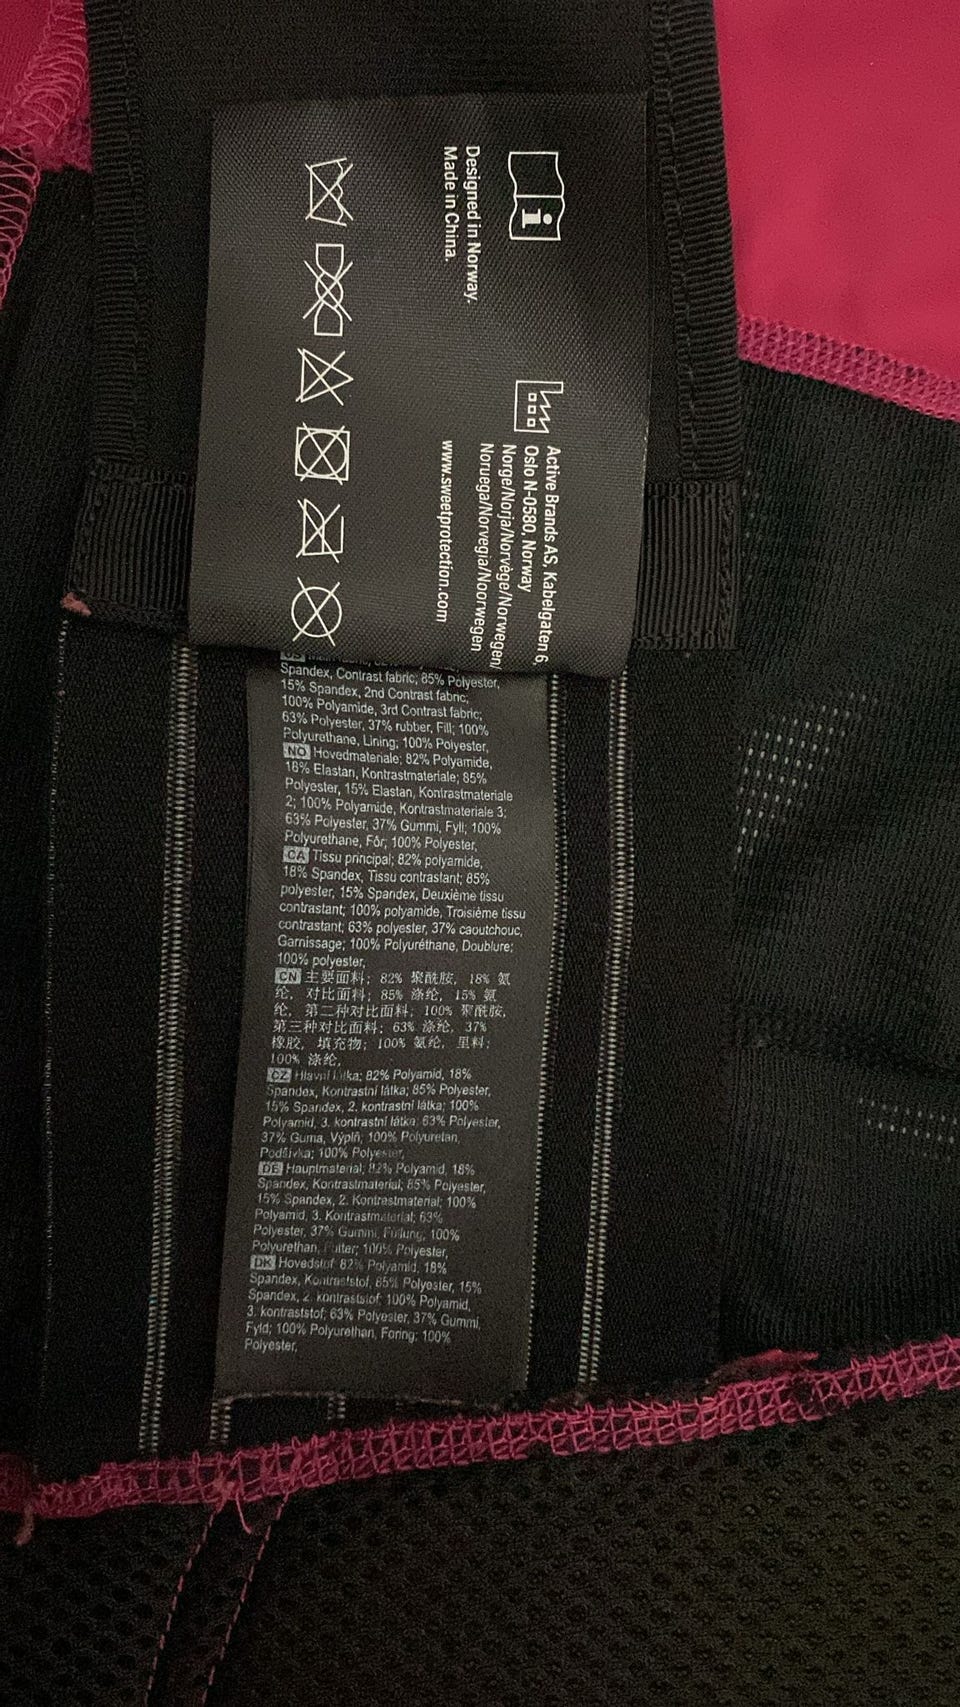 Designed in Norway.
Made in China.
Active Brands AS, Kabelgaten 6,
Oslo N-0580, Norway
Norge/Norja/Norvège/Norwegen/
Noruega/Norvegia/Noorwegen
www.sweetprotection.com
US
Spandex, Contrast fabric; 85% Polyester,
15% Spandex, 2nd Contrast fabric;
100% Polyamide, 3rd Contrast fabric;
63% Polyester, 37% rubber, Fill; 100%
Polyurethane, Lining; 100% Polyester,
NO Hovedmateriale; 82% Polyamide,
18% Elastan, Kontrastmateriale; 85%
Polyester, 15% Elastan, Kontrastmateriale
2; 100% Polyamide, Kontrastmateriale 3;
63% Polyester, 37% Gummi, Fyll; 100%
Polyurethane, Fôr; 100% Polyester,
CA Tissu principal; 82% polyamide,
18% Spandex, Tissu contrastant; 85%
polyester, 15% Spandex, Deuxième tissu
contrastant; 100% polyamide, Troisième tissu
contrastant; 63% polyester, 37% caoutchouc,
Garnissage; 100% Polyuréthane, Doublure;
100% polyester,
CN 主要面料; 82% 聚酰胺, 18% 氨
纶, 对比面料; 85% 涤纶, 15% 氨
纶, 第二种对比面料; 100% 聚酰胺,
第三种对比面料; 63% 涤纶, 37%
橡胶, 填充物; 100% 氨纶, 里料;
100% 涤纶,
CZ Hlavní látka; 82% Polyamid, 18%
Spandex, Kontrastní látka; 85% Polyester,
15% Spandex, 2. kontrastní látka; 100%
Polyamid, 3. kontrastní látka; 63% Polyester,
37% Guma, Výplň; 100% Polyuretan,
Podšívka; 100% Polyester,
DE Hauptmaterial; 82% Polyamid, 18%
Spandex, Kontrastmaterial; 85% Polyester,
15% Spandex, 2. Kontrastmaterial; 100%
Polyamid, 3. Kontrastmaterial; 63%
Polyester, 37% Gummi, Füllung; 100%
Polyurethan, Futter; 100% Polyester,
DK Hovedstof; 82% Polyamid, 18%
Spandex, Kontraststof; 85% Polyester, 15%
Spandex, 2. kontraststof; 100% Polyamid,
3. kontraststof; 63% Polyester, 37% Gummi,
Fyld; 100% Polyurethan, Foring; 100%
Polyester,